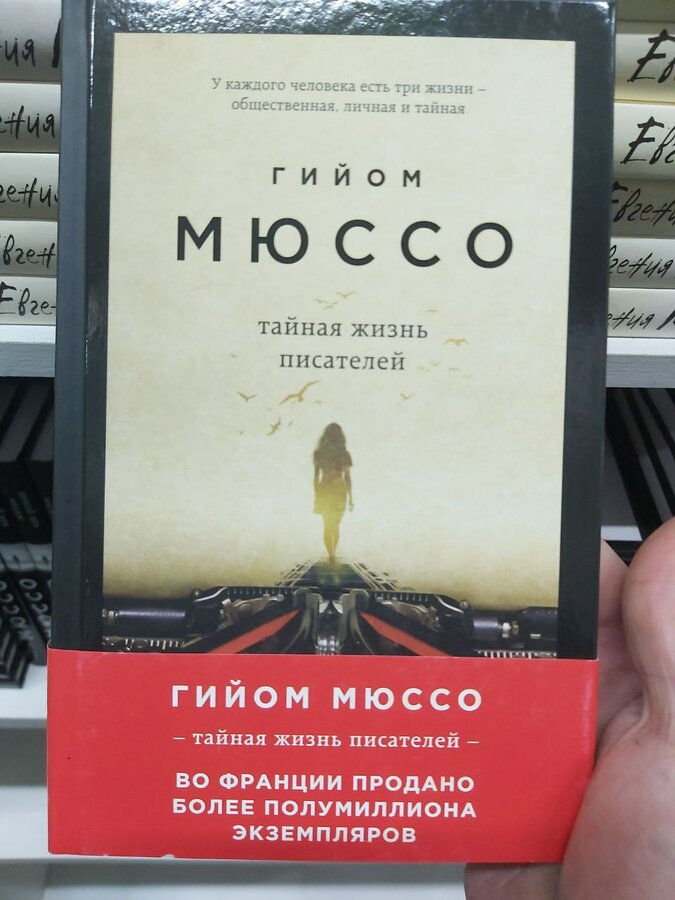 У каждого человека есть три жизни –
общественная, личная и тайная
ГИЙОМ
МЮССО
тайная жизнь
писателей
ГИЙОМ МЮССО
– тайная жизнь писателей –
ВО ФРАНЦИИ ПРОДАНО
БОЛЕЕ ПОЛУМИЛЛИОНА
ЭКЗЕМПЛЯРОВ
Евгения